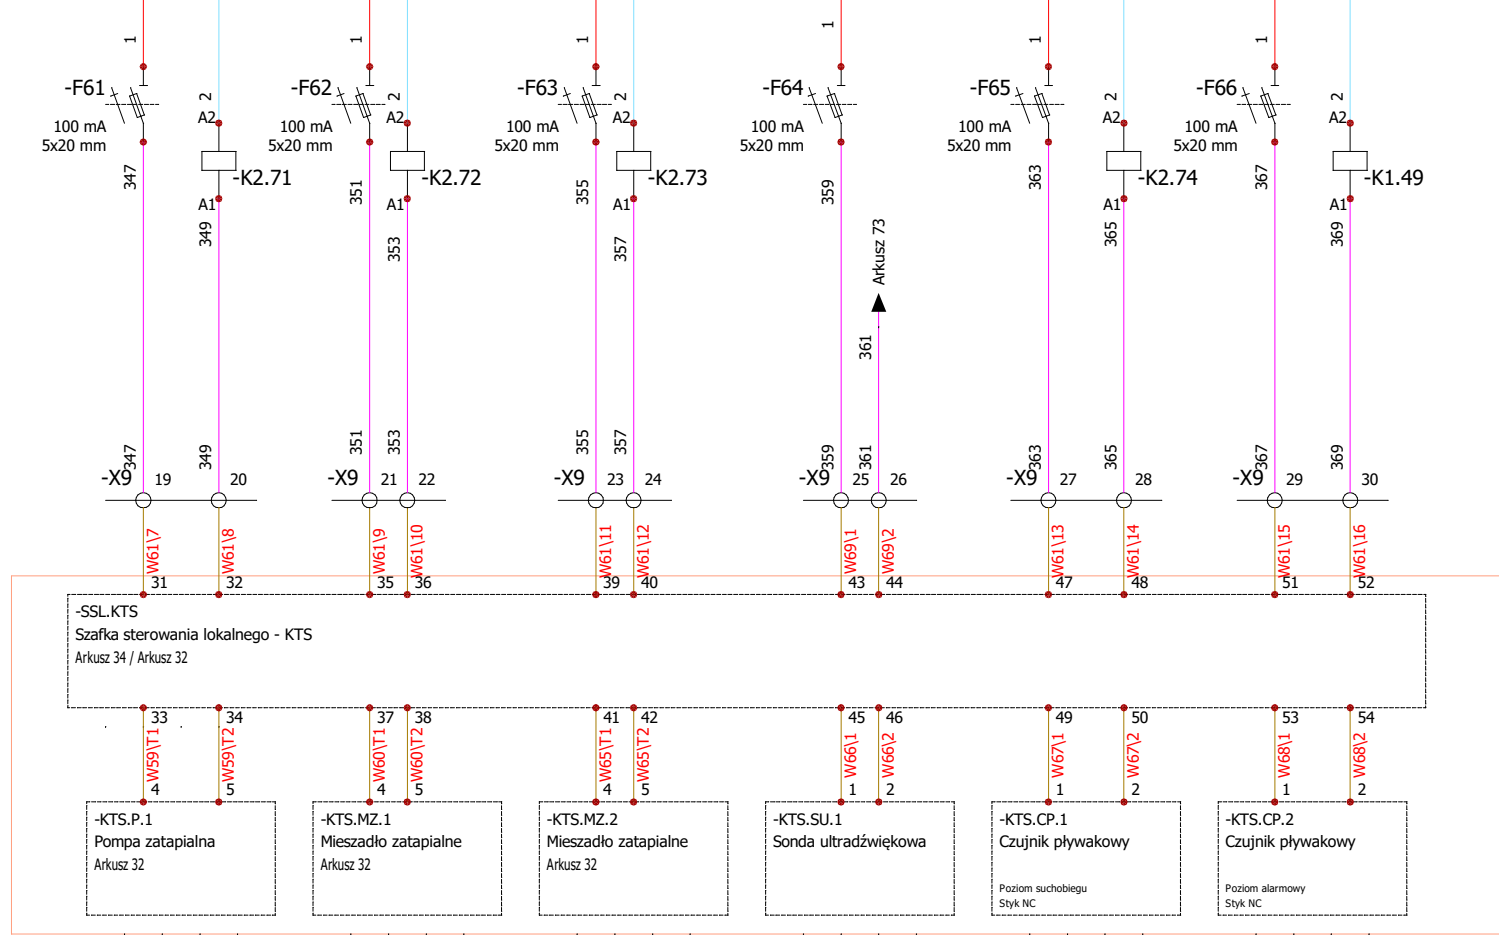 1
1
1
1
1
1
-F61
100 mA
5x20 mm
2
A2
-K2.71
A1
347
349
-F62
100 mA
5x20 mm
2
A2
-K2.72
A1
351
353
-F63
100 mA
5x20 mm
2
A2
-K2.73
A1
355
357
-F64
100 mA
5x20 mm
359
Arkusz 73
361
-F65
100 mA
5x20 mm
2
A2
-K2.74
A1
363
365
-F66
100 mA
5x20 mm
2
A2
-K1.49
A1
367
369
347
349
351
353
355
357
359
361
363
365
367
369
-X9 19 20
-X9 21 22
-X9 23 24
-X9 25 26
-X9 27 28
-X9 29 30
W61\7
W61\8
W61\9
W61\10
W61\11
W61\12
W69\1
W69\2
W61\13
W61\14
W61\15
W61\16
31 32 35 36 39 40 43 44 47 48 51 52
-SSL.KTS
Szafka sterowania lokalnego - KTS
Arkusz 34 / Arkusz 32
33 34 37 38 41 42 45 46 49 50 53 54
W59\T1
W59\T2
W60\T1
W60\T2
W65\T1
W65\T2
W66\1
W66\2
W67\1
W67\2
W68\1
W68\2
4 5 4 5 4 5 1 2 1 2 1 2
-KTS.P.1
Pompa zatapialna
Arkusz 32
-KTS.MZ.1
Mieszadło zatapialne
Arkusz 32
-KTS.MZ.2
Mieszadło zatapialne
Arkusz 32
-KTS.SU.1
Sonda ultradźwiękowa
-KTS.CP.1
Czujnik pływakowy
Poziom suchobiegu
Styk NC
-KTS.CP.2
Czujnik pływakowy
Poziom alarmowy
Styk NC